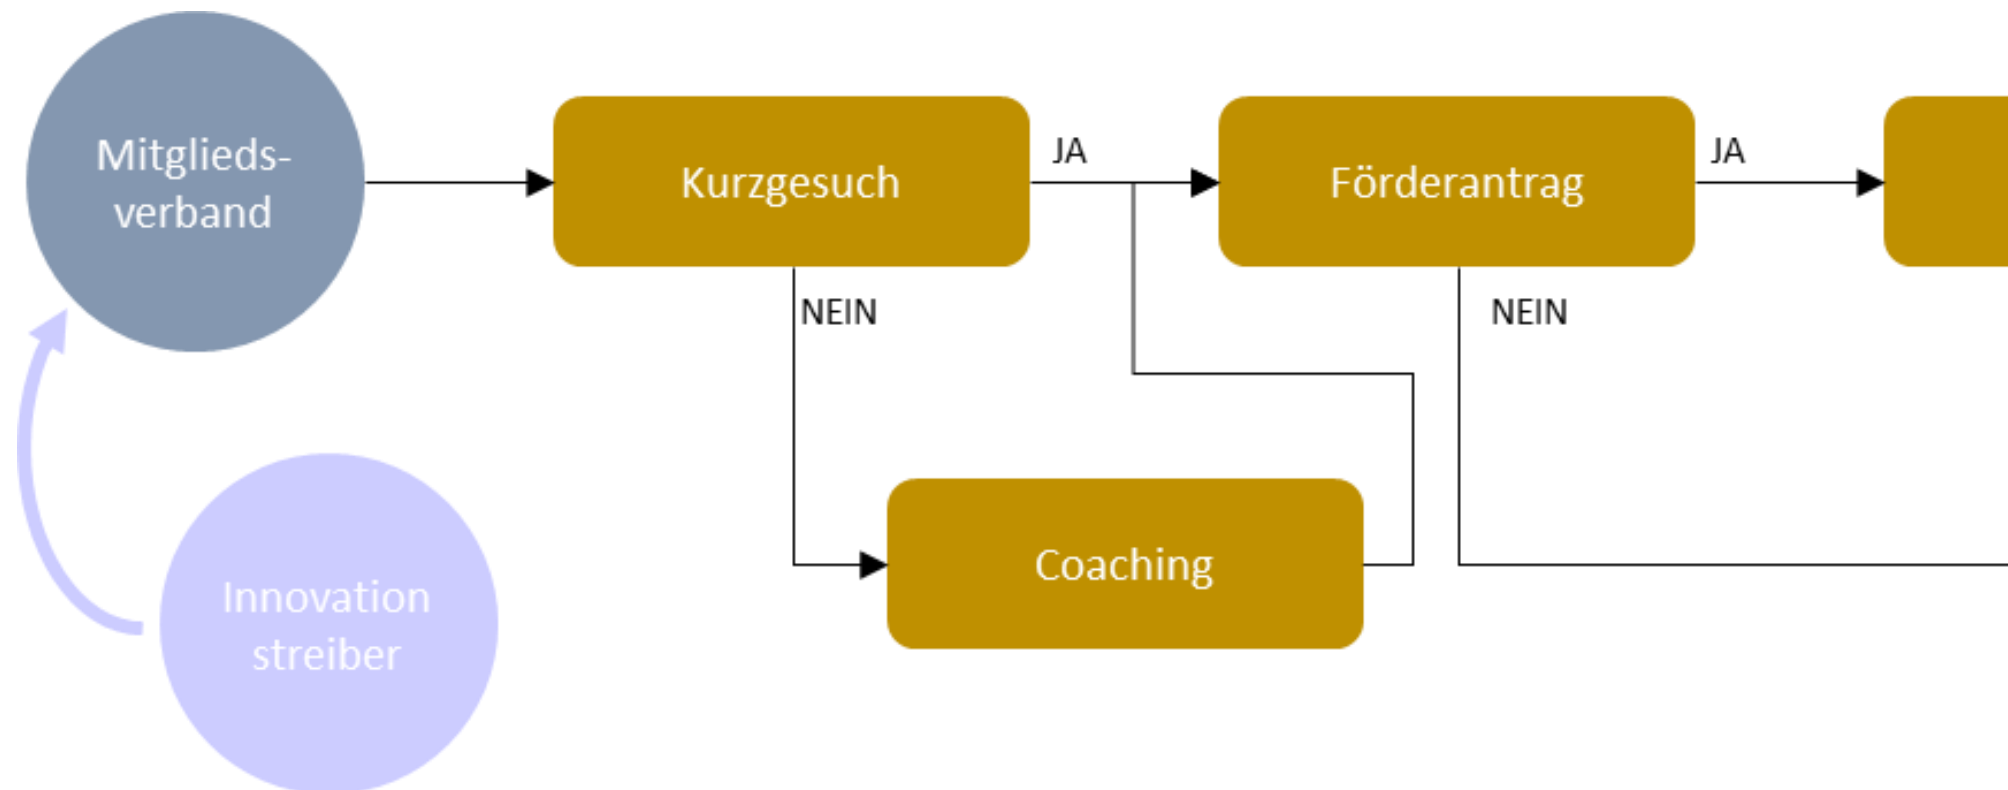 Mitglieds-
verband
Kurzgesuch
JA
Förderantrag
JA
NEIN
NEIN
Coaching
Innovation
streiber